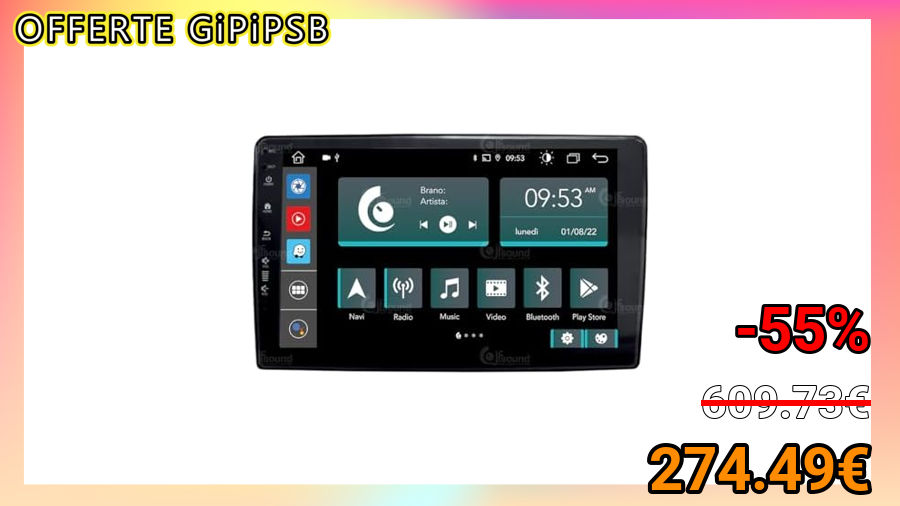 OFFERTE GiPiPSB
09:53
Brano:
Artista:
09:53 AM
lunedì 01/08/22
Navi Radio Music Video Bluetooth Play Store
-55%
609.73€
274.49€